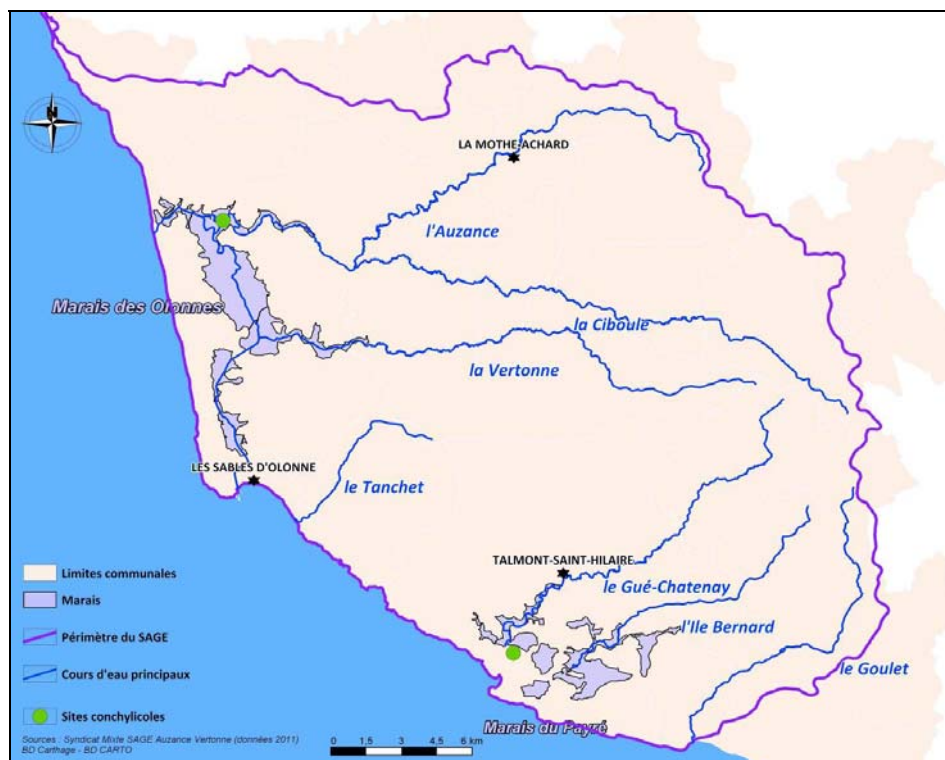 N
LA MOTHE-ACHARD
l'Auzance
Marais des Olonnes
la Ciboule
la Vertonne
LES SABLES D'OLONNE
le Tanchet
TALMONT-SAINT-HILAIRE
le Gué-Chatenay
l'Ile Bernard
le Goulet
Marais du Payré
Limites communales
Marais
Périmètre du SAGE
Cours d'eau principaux
Sites conchylicoles
Sources : Syndicat Mixte SAGE Auzance Vertonne (données 2011)
BD Carthage - BD CARTO
0 1,5 3 4,5 6 km